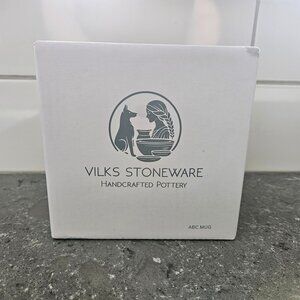 VILKS STONEWARE
HANDCRAFTED POTTERY
ABC MUG